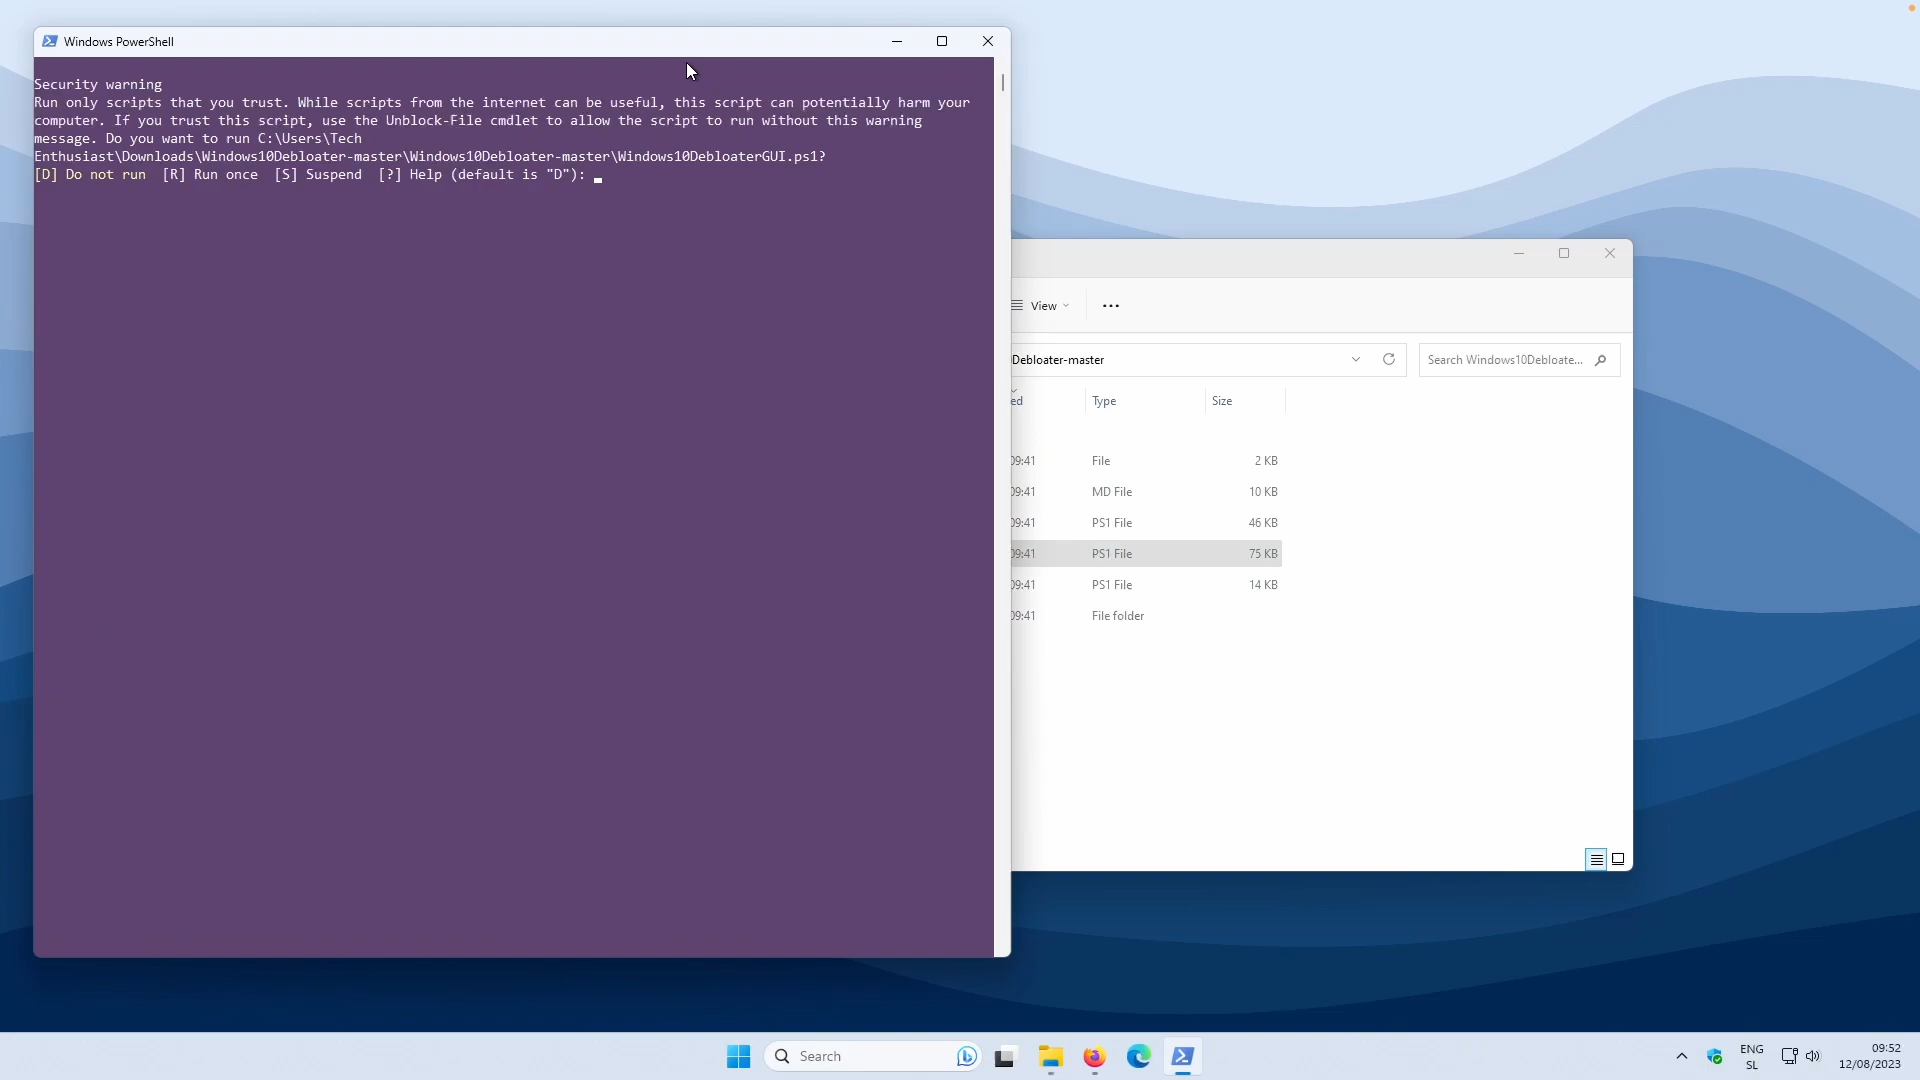 Windows PowerShell
Security warning
Run only scripts that you trust. While scripts from the internet can be useful, this script can potentially harm your
computer. If you trust this script, use the Unblock-File cmdlet to allow the script to run without this warning
message. Do you want to run C:\Users\Tech
Enthusiast\Downloads\Windows10Debloater-master\Windows10Debloater-master\Windows10DebloaterGUI.ps1?
[D] Do not run  [R] Run once  [S] Suspend  [?] Help (default is "D"):
View
Debloater-master
Search Windows10Debloate...
ed Type Size
09:41 File 2 KB
09:41 MD File 10 KB
09:41 PS1 File 46 KB
09:41 PS1 File 75 KB
09:41 PS1 File 14 KB
09:41 File folder
Search
ENG
SL
09:52
12/08/2023